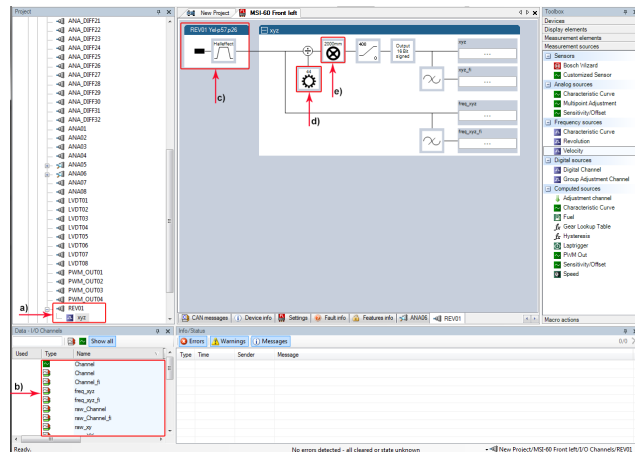 Project
ANA_DIFF21
ANA_DIFF22
ANA_DIFF23
ANA_DIFF24
ANA_DIFF25
ANA_DIFF26
ANA_DIFF27
ANA_DIFF28
ANA_DIFF29
ANA_DIFF30
ANA_DIFF31
ANA_DIFF32
ANA01
ANA02
ANA03
ANA04
ANA05
ANA06
ANA07
ANA08
LVDT01
LVDT02
LVDT03
LVDT04
LVDT05
LVDT06
LVDT07
LVDT08
PWM_OUT01
PWM_OUT02
PWM_OUT03
PWM_OUT04
a)
REV01
xyz
New Project
MSI-60 Front left
REV01 Yel-p57,p26
HallefRect
xyz
2000mm
400
0
Output
16 Bit
signed
xyz
...
xyz_fi
...
freq_xyz
...
freq_xyz_fi
...
c)
d)
e)
CAN messages
Device info
Settings
Fault info
Features info
ANA06
REV01
Toolbox
Devices
Display elements
Measurement elements
Measurement sources
Sensors
Bosch Wizard
Customized Sensor
Analog sources
Characteristic Curve
Multipoint Adjustment
Sensitivity/Offset
Frequency sources
Characteristic Curve
Revolution
Velocity
Digital sources
Digital Channel
Group Adjustment Channel
Computed sources
Adjustment channel
Characteristic Curve
Fuel
Gear Lookup Table
Hysteresis
Laptrigger
PWM Out
Sensitivity/Offset
Speed
Macro actions
Data - I/O Channels
Show all
Used Type Name
b)
Channel
Channel
Channel_fi
freq_xyz
freq_xyz_fi
raw_Channel
raw_Channel_fi
raw_xy
Info/Status
Errors Warnings Messages
0/0
Type Time Sender Message
Ready.
No errors detected - all cleared or state unknown
New Project/MSI-60 Front left/I/O Channels/REV01